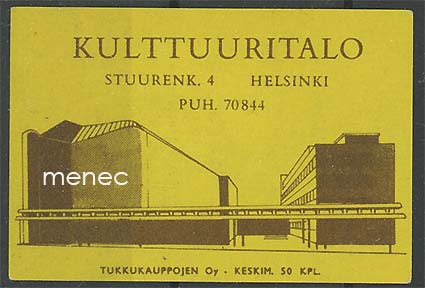 KULTTUURITALO
STUURENK. 4 HELSINKI
PUH. 70844
menec
TUKKUKAUPPOJEN Oy - KESKIM. 50 KPL.